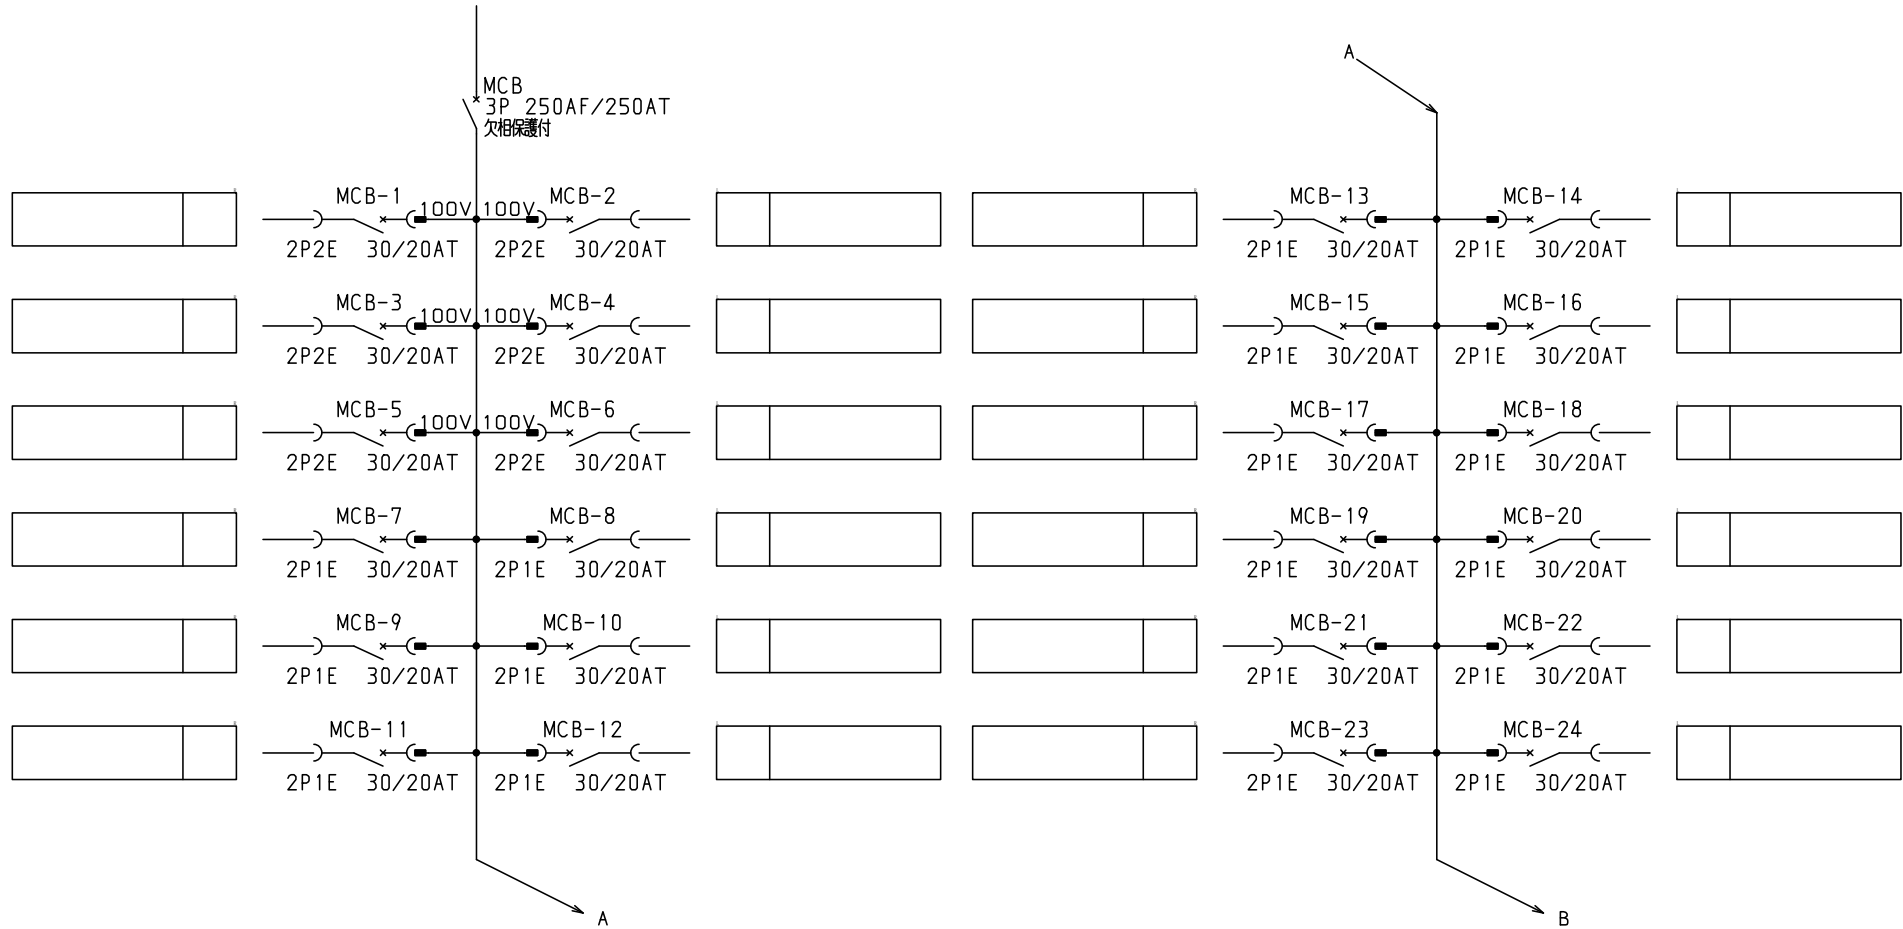 MCB
3P 250AF/250AT
欠相保護付
MCB-1 100V 100V MCB-2
2P2E 30/20AT 2P2E 30/20AT
MCB-3 100V 100V MCB-4
2P2E 30/20AT 2P2E 30/20AT
MCB-5 100V 100V MCB-6
2P2E 30/20AT 2P2E 30/20AT
MCB-7 MCB-8
2P1E 30/20AT 2P1E 30/20AT
MCB-9 MCB-10
2P1E 30/20AT 2P1E 30/20AT
MCB-11 MCB-12
2P1E 30/20AT 2P1E 30/20AT
A
A
MCB-13 MCB-14
2P1E 30/20AT 2P1E 30/20AT
MCB-15 MCB-16
2P1E 30/20AT 2P1E 30/20AT
MCB-17 MCB-18
2P1E 30/20AT 2P1E 30/20AT
MCB-19 MCB-20
2P1E 30/20AT 2P1E 30/20AT
MCB-21 MCB-22
2P1E 30/20AT 2P1E 30/20AT
MCB-23 MCB-24
2P1E 30/20AT 2P1E 30/20AT
B